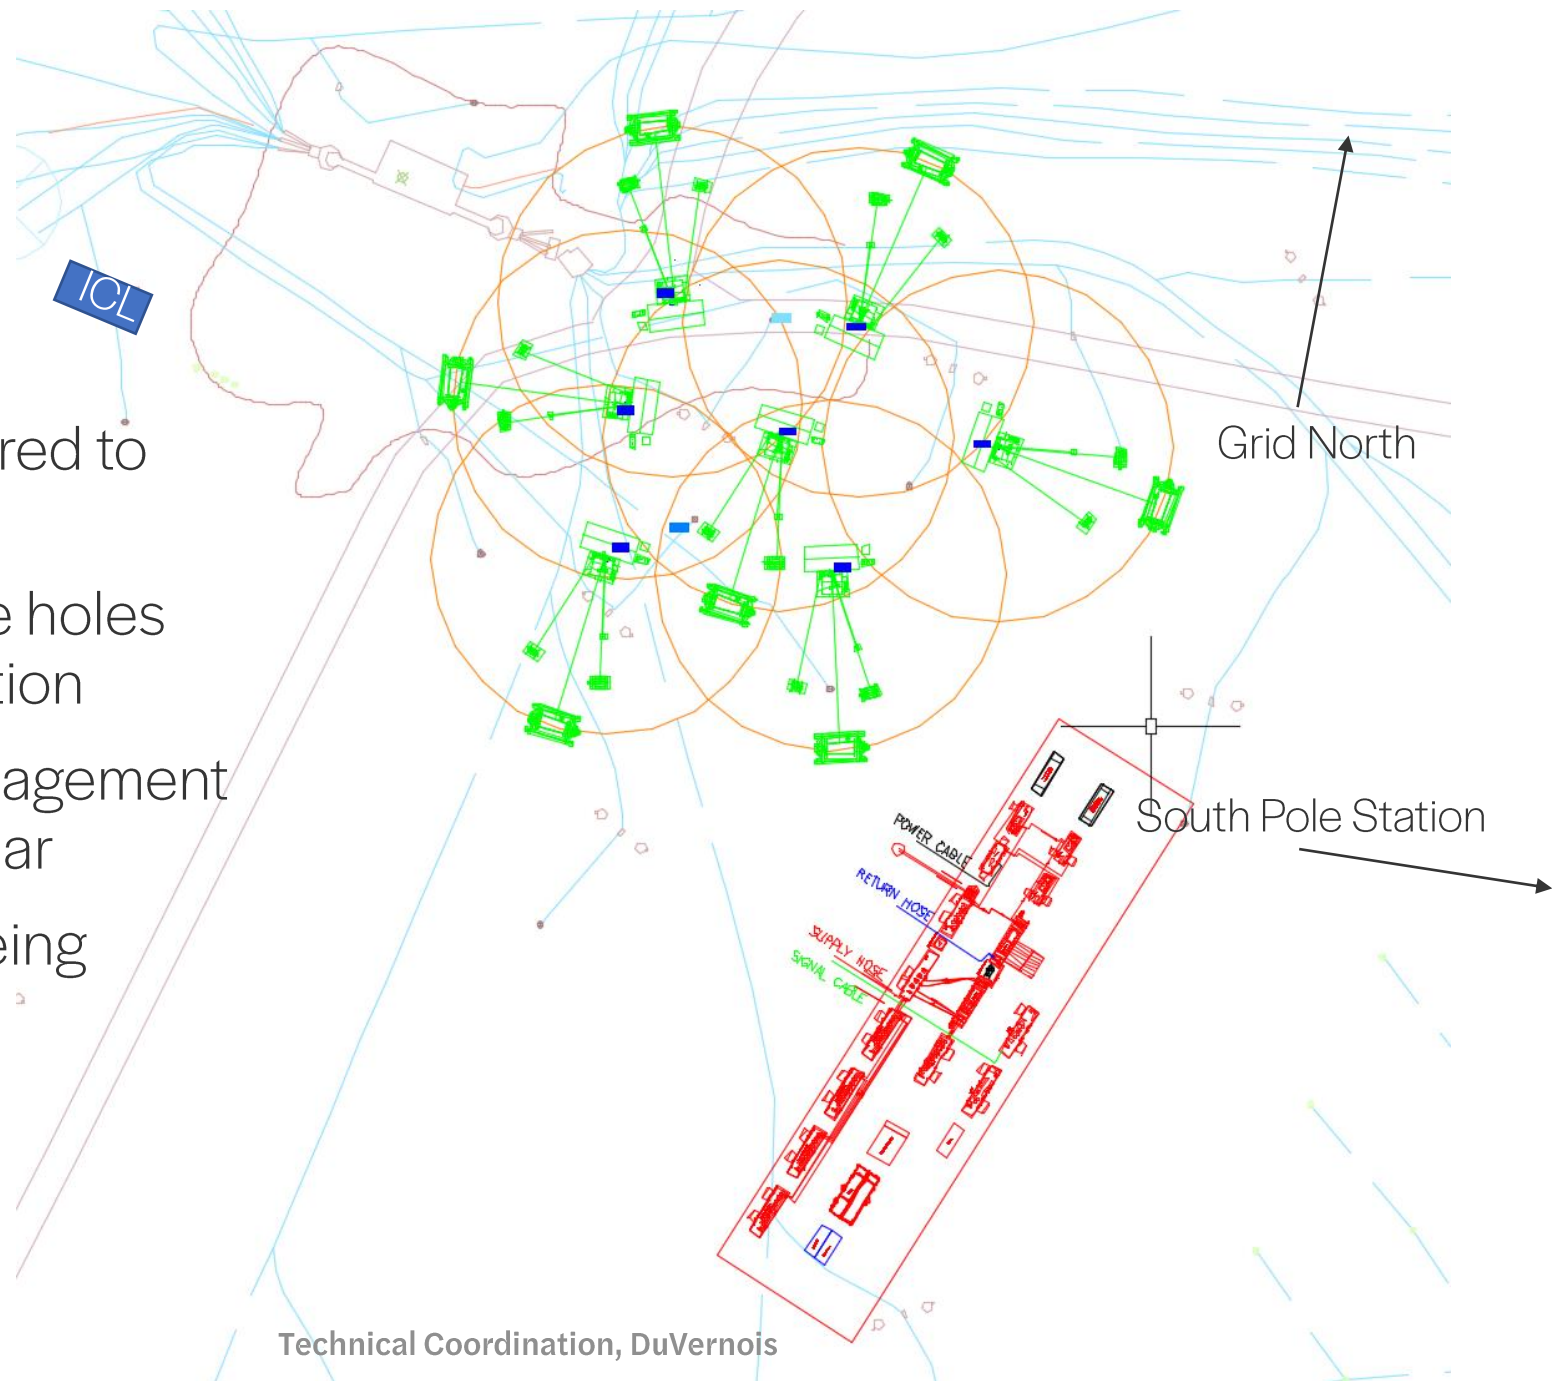 ICL
red to
Grid North
e holes
tion
agement
ar
South Pole Station
POWER CABLE
RETURN HOSE
SUPPLY HOSE
SIGNAL CABLE
eing
Technical Coordination, DuVernois